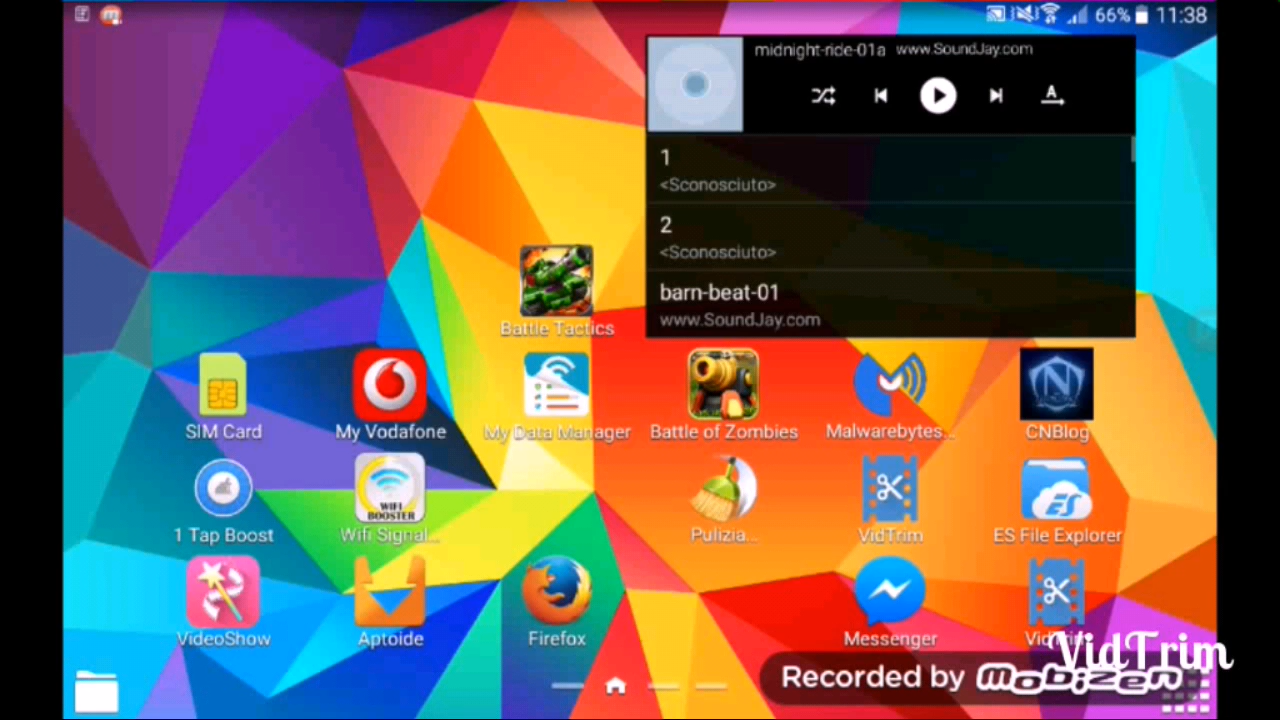 66% 11:38
midnight-ride-01a www.SoundJay.com
A
1
<Sconosciuto>
2
<Sconosciuto>
barn-beat-01
www.SoundJay.com
Battle Tactics
SIM Card
My Vodafone
My Data Manager
Battle of Zombies
Malwarebytes...
N
CNBlog
WIFI
BOOSTER
ES
1 Tap Boost
Wifi Signal...
Pulizia...
VidTrim
ES File Explorer
VideoShow
Aptoide
Firefox
Messenger
VidTrim
VidTrim
Recorded by mobizen